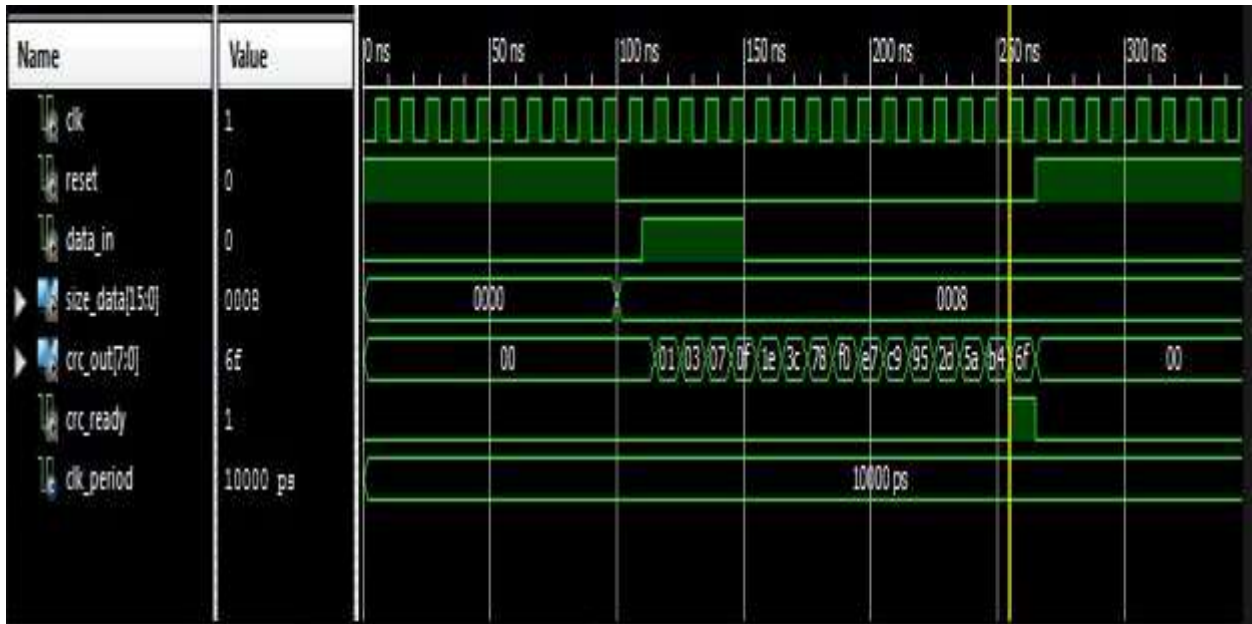 Name Value 0 ns 50 ns 100 ns 150 ns 200 ns 250 ns 300 ns
clk 1
reset 0
data_in 0
size_data[15:0] 0008 0000 0008
crc_out[7:0] 6f 00 01 03 07 0f 1e 3c 78 f0 e7 c9 95 2d 5a b4 6f 00
crc_ready 1
clk_period 10000 ps 10000 ps